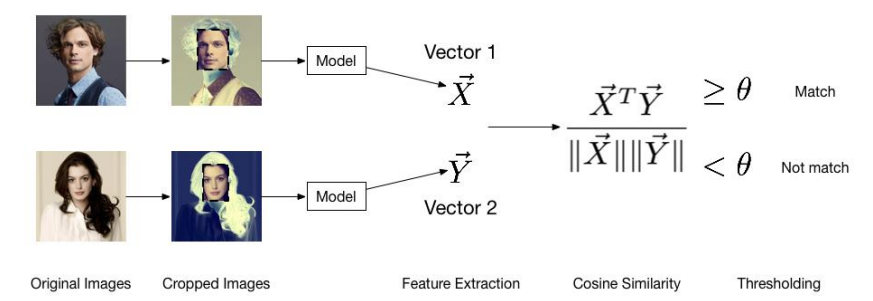 Vector 1
Model
X⃗
X⃗ᵀY⃗
‖X⃗‖‖Y⃗‖
≥ θ Match
< θ Not match
Y⃗
Model
Vector 2
Original Images Cropped Images Feature Extraction Cosine Similarity Thresholding